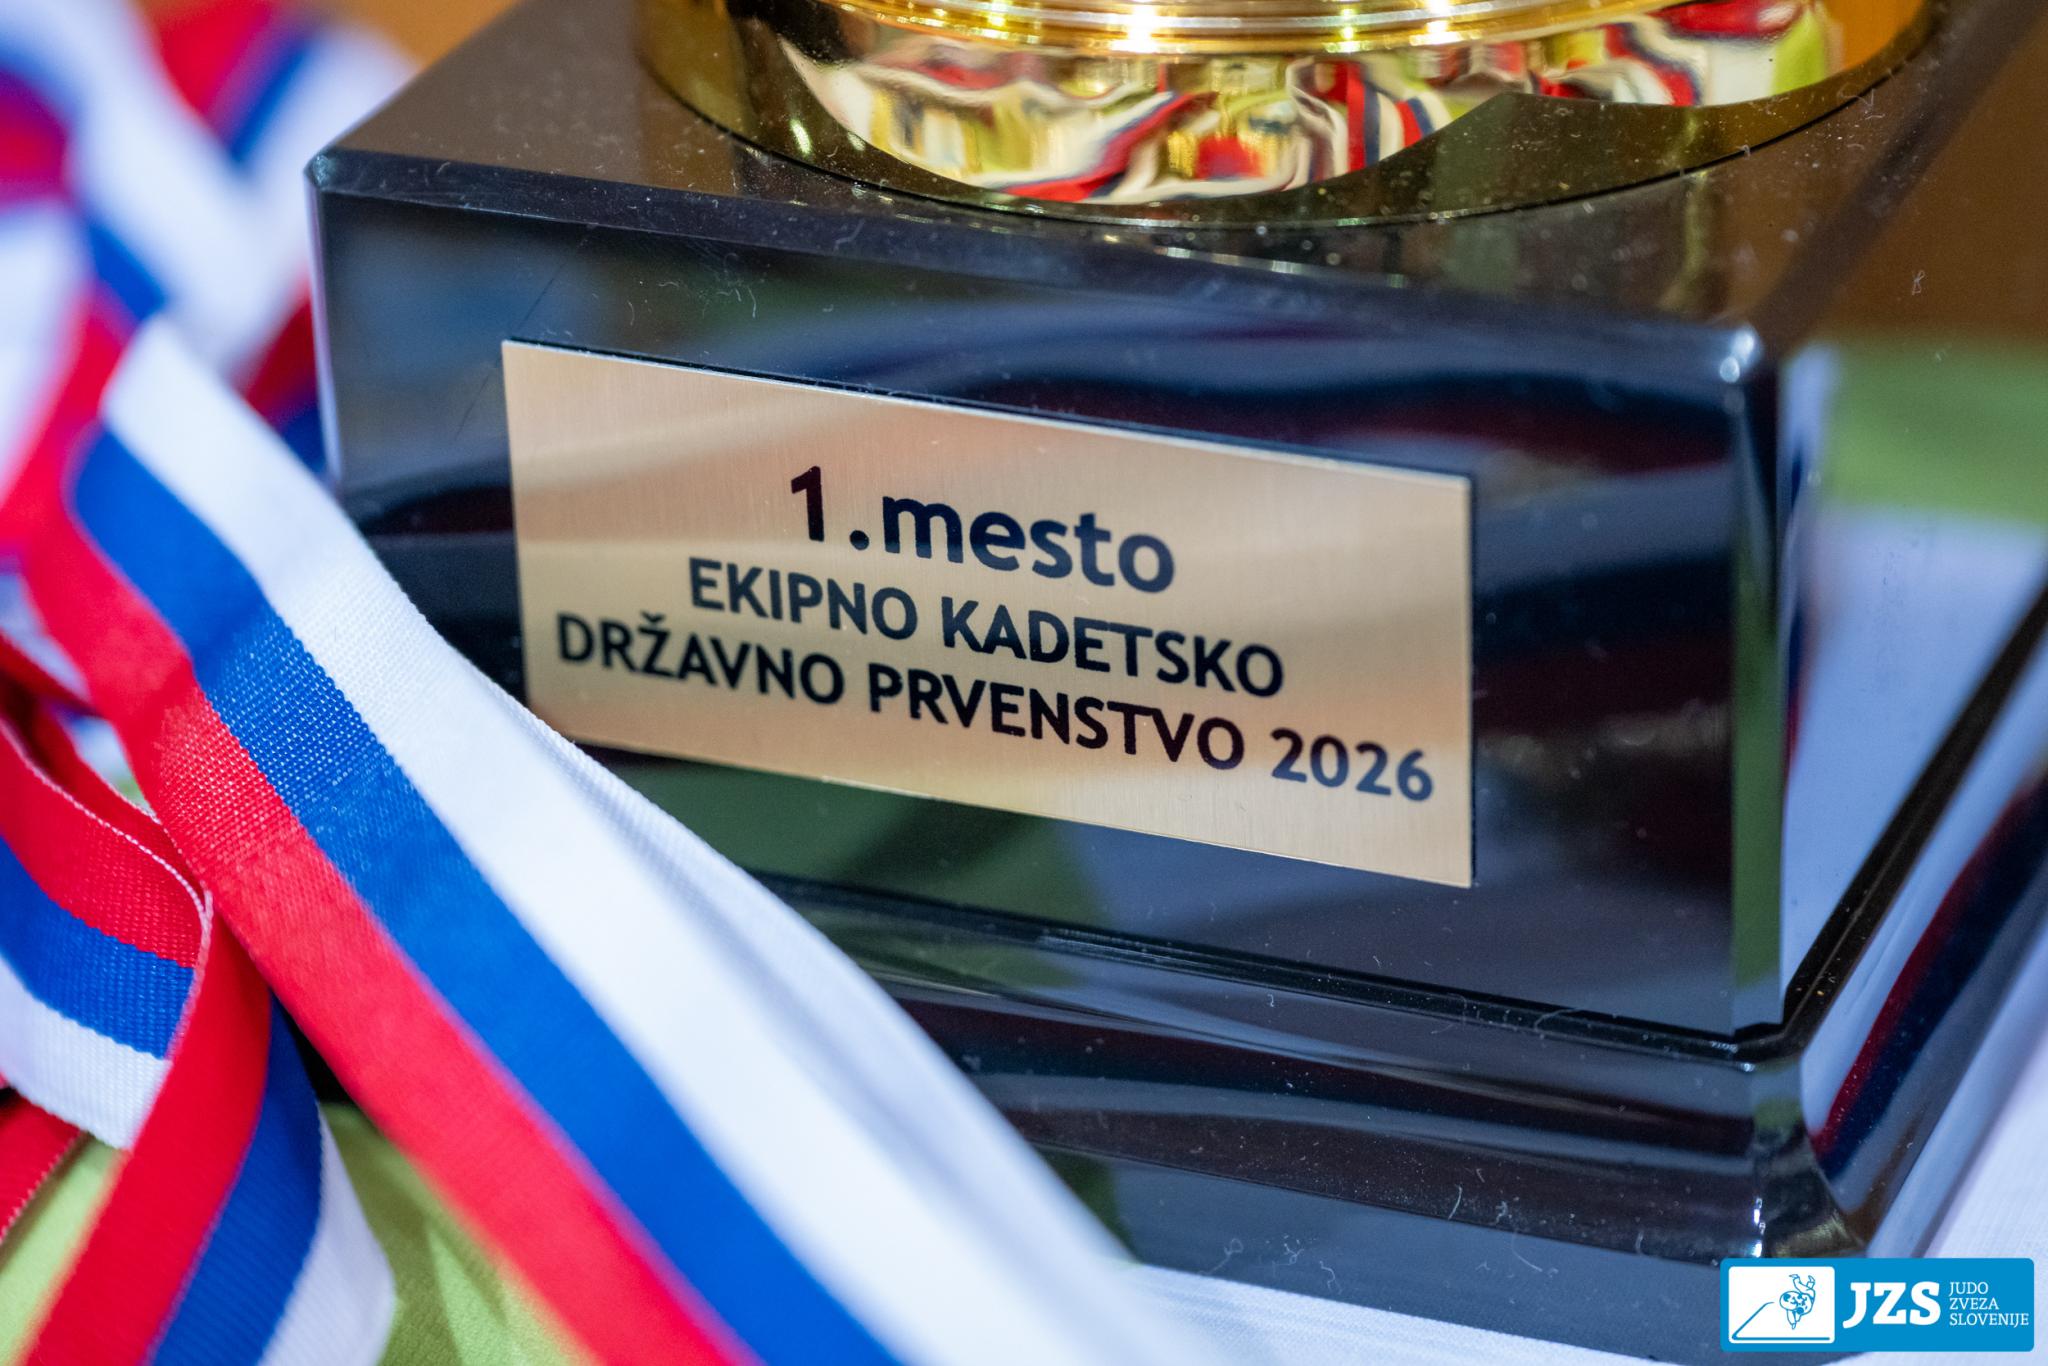 1.mesto
EKIPNO KADETSKO
DRŽAVNO PRVENSTVO 2026
JZS
JUDO
ZVEZA
SLOVENIJE